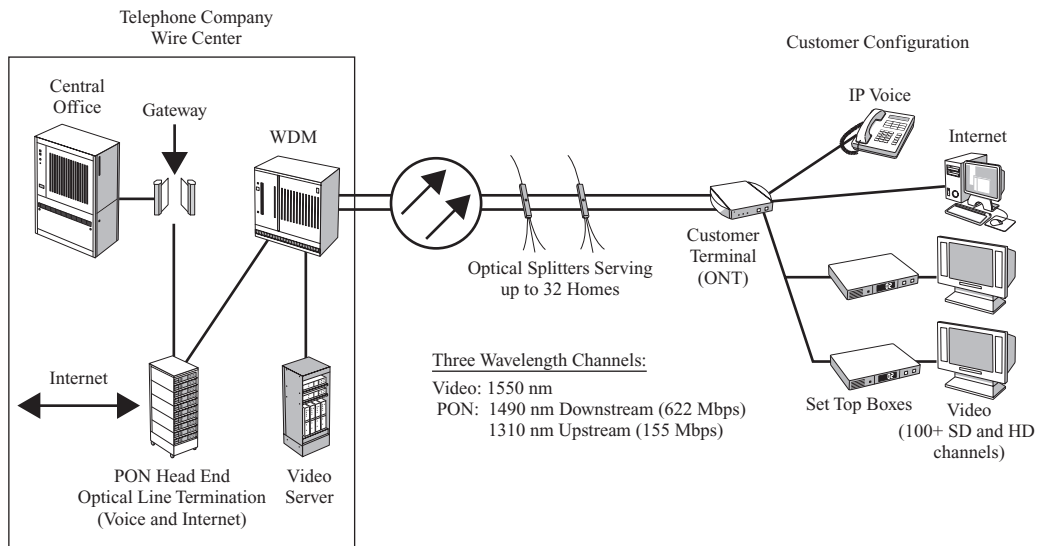 Telephone Company
Wire Center
Customer Configuration
Central
Office
Gateway
WDM
IP Voice
Internet
Customer
Terminal
(ONT)
Optical Splitters Serving
up to 32 Homes
Three Wavelength Channels:
Video: 1550 nm
PON: 1490 nm Downstream (622 Mbps)
1310 nm Upstream (155 Mbps)
Internet
PON Head End
Optical Line Termination
(Voice and Internet)
Video
Server
Set Top Boxes
Video
(100+ SD and HD
channels)